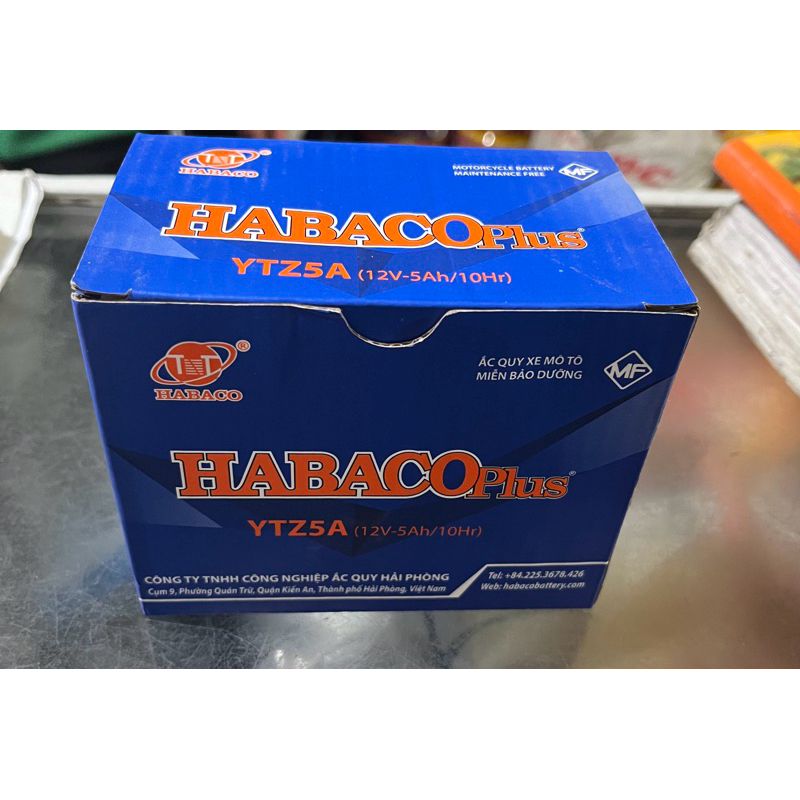 TNT ®
HABACO
MOTORCYCLE BATTERY
MAINTENANCE FREE
MF
HABACOPlus®
YTZ5A (12V-5Ah/10Hr)
TNT ®
HABACO
ẮC QUY XE MÔ TÔ
MIỄN BẢO DƯỠNG
MF
HABACOPlus®
YTZ5A (12V-5Ah/10Hr)
CÔNG TY TNHH CÔNG NGHIỆP ẮC QUY HẢI PHÒNG
Cụm 9, Phường Quán Trữ, Quận Kiến An, Thành phố Hải Phòng, Việt Nam
Tel: +84.225.3678.426
Web: habacobattery.com